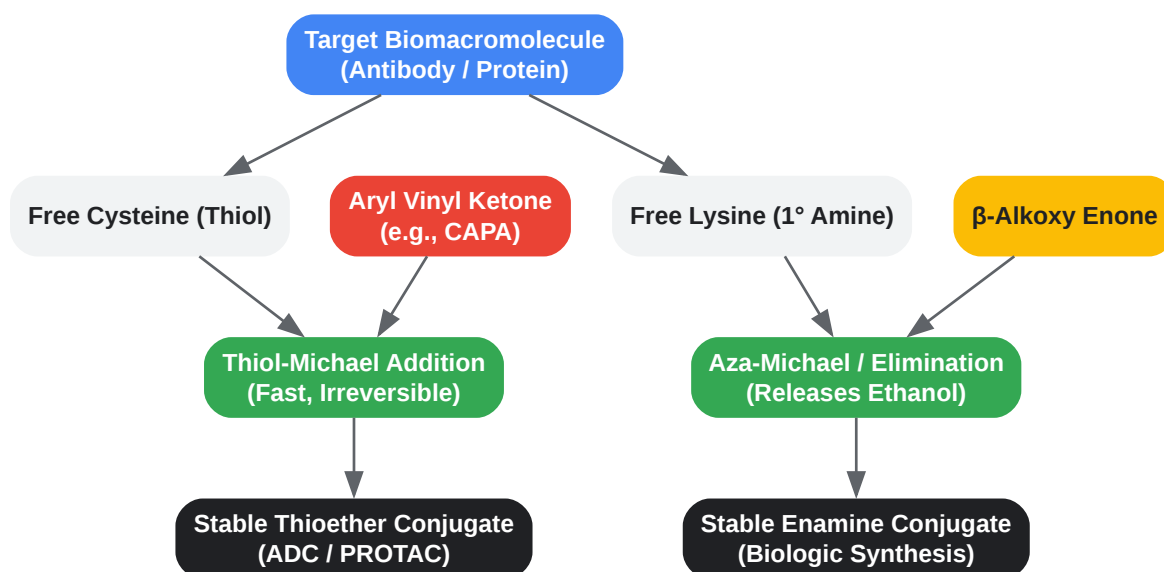 Target Biomacromolecule
(Antibody / Protein)
Free Cysteine (Thiol)
Aryl Vinyl Ketone
(e.g., CAPA)
Free Lysine (1° Amine)
β-Alkoxy Enone
Thiol-Michael Addition
(Fast, Irreversible)
Aza-Michael / Elimination
(Releases Ethanol)
Stable Thioether Conjugate
(ADC / PROTAC)
Stable Enamine Conjugate
(Biologic Synthesis)